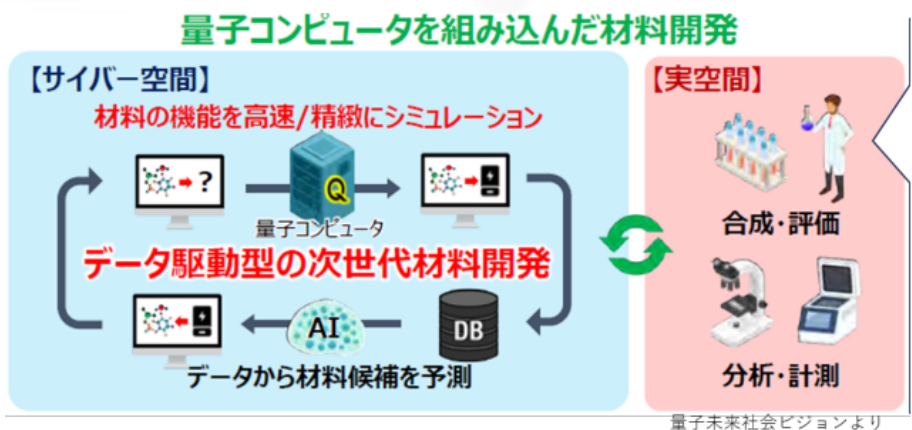 量子コンピュータを組み込んだ材料開発
【サイバー空間】
材料の機能を高速/精緻にシミュレーション
?
Q
量子コンピュータ
データ駆動型の次世代材料開発
AI
DB
データから材料候補を予測
【実空間】
合成・評価
分析・計測
量子未来社会ビジョンより